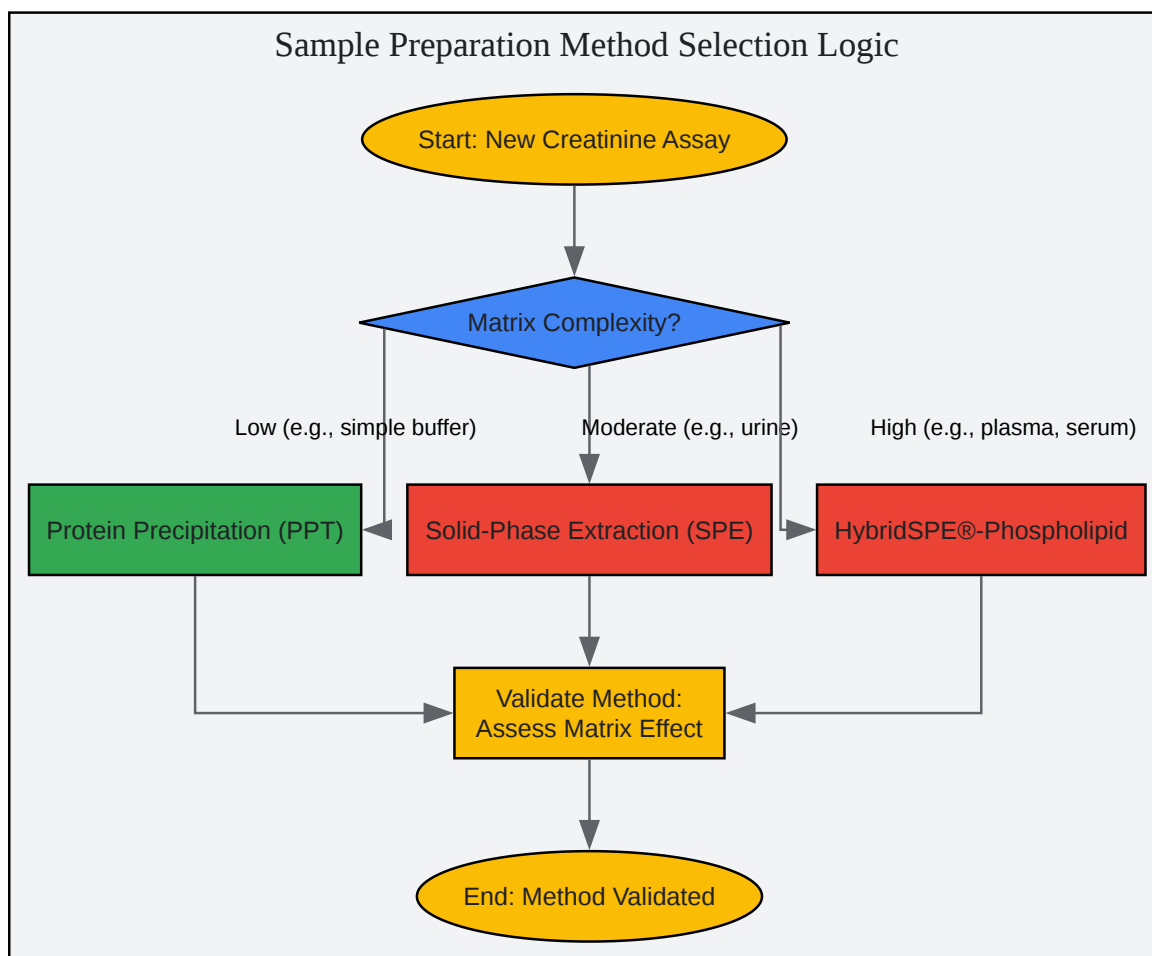 Sample Preparation Method Selection Logic
Start: New Creatinine Assay
Matrix Complexity?
Low (e.g., simple buffer)
Moderate (e.g., urine)
High (e.g., plasma, serum)
Protein Precipitation (PPT)
Solid-Phase Extraction (SPE)
HybridSPE®-Phospholipid
Validate Method:
Assess Matrix Effect
End: Method Validated